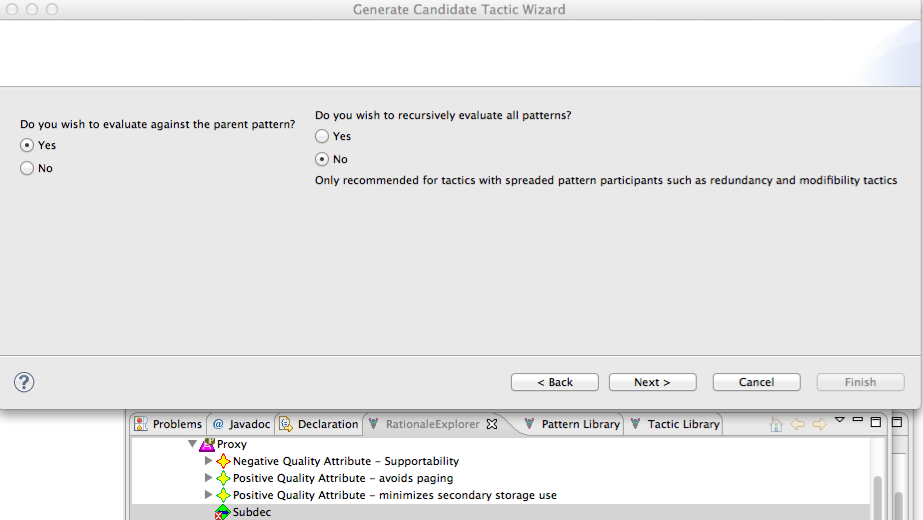 Generate Candidate Tactic Wizard
Do you wish to evaluate against the parent pattern?
Yes
No
Do you wish to recursively evaluate all patterns?
Yes
No
Only recommended for tactics with spreaded pattern participants such as redundancy and modifibility tactics
?
< Back Next > Cancel Finish
Problems @ Javadoc Declaration RationaleExplorer Pattern Library Tactic Library
Proxy
Negative Quality Attribute - Supportability
Positive Quality Attribute - avoids paging
Positive Quality Attribute - minimizes secondary storage use
Subdec